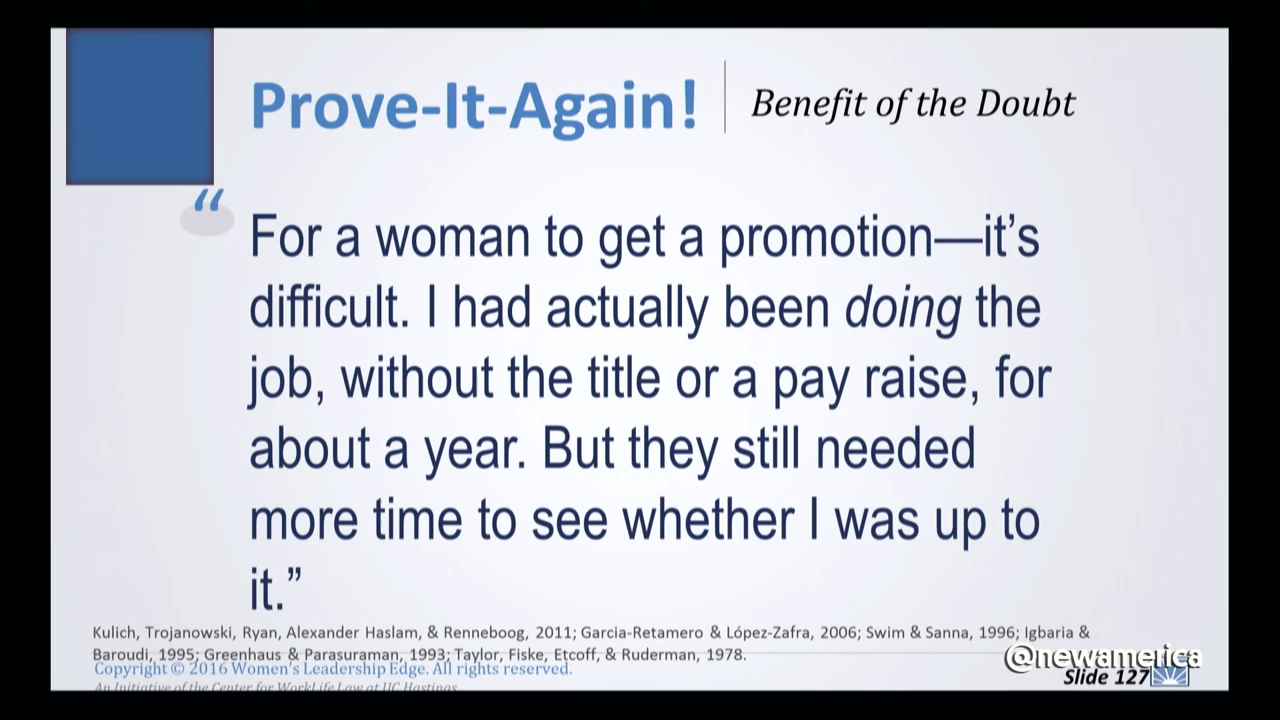 Prove-It-Again!
Benefit of the Doubt
“
For a woman to get a promotion—it’s
difficult. I had actually been doing the
job, without the title or a pay raise, for
about a year. But they still needed
more time to see whether I was up to
it.”
Kulich, Trojanowski, Ryan, Alexander Haslam, & Renneboog, 2011; Garcia-Retamero & López-Zafra, 2006; Swim & Sanna, 1996; Igbaria &
Baroudi, 1995; Greenhaus & Parasuraman, 1993; Taylor, Fiske, Etcoff, & Ruderman, 1978.
Copyright © 2016 Women’s Leadership Edge. All rights reserved.
An Initiative of the Center for WorkLife Law at UC Hastings
@newamerica
Slide 127